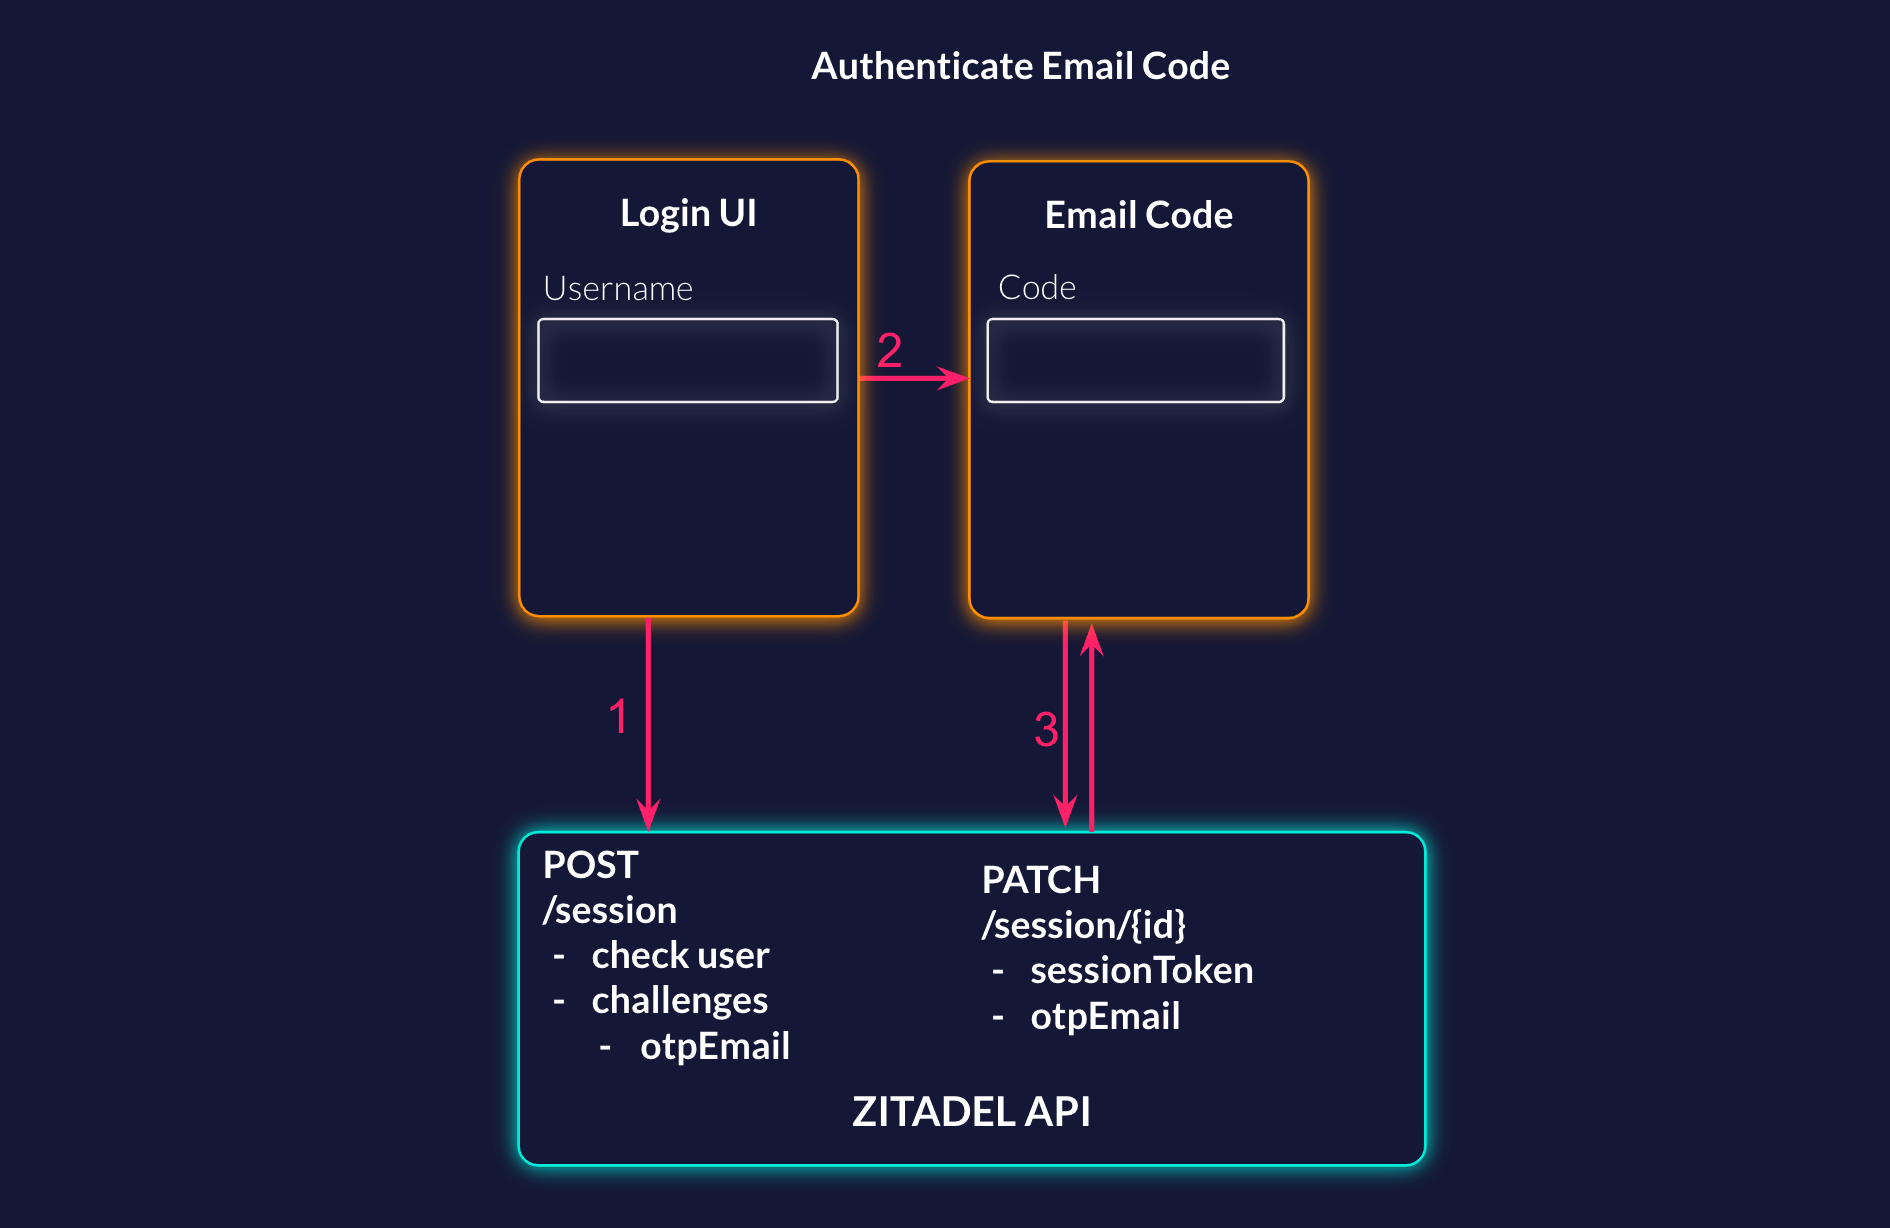 Authenticate Email Code
Login UI
Username
2
Email Code
Code
1
3
POST
/session
- check user
- challenges
- otpEmail
PATCH
/session/{id}
- sessionToken
- otpEmail
ZITADEL API